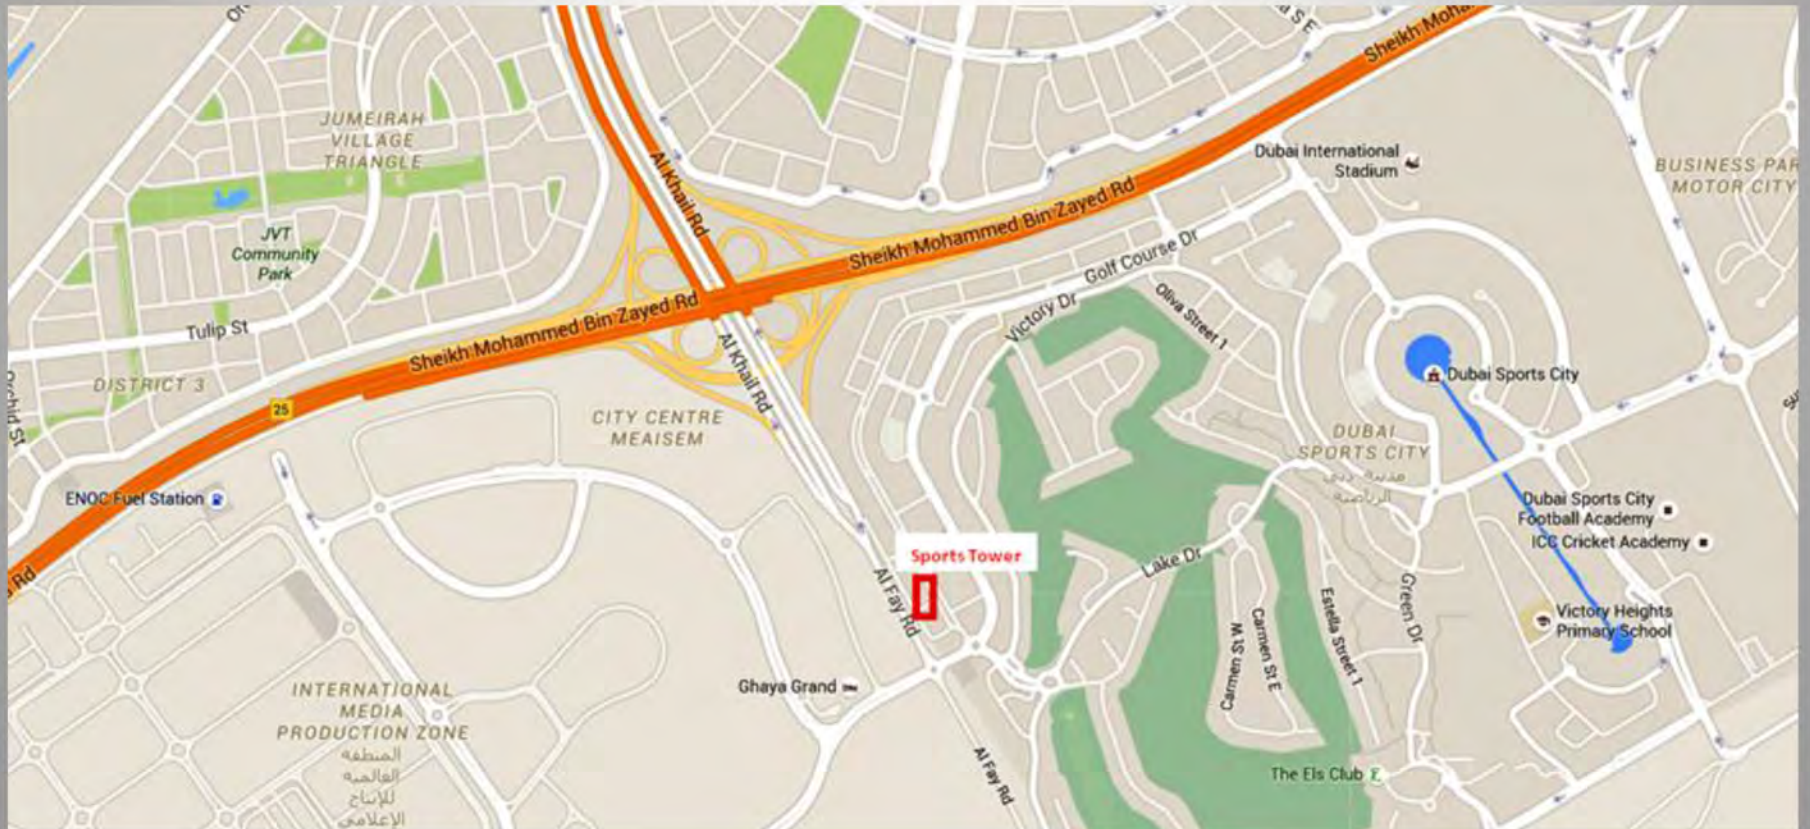 Sheikh Moha
Dubai International
Stadium
BUSINESS PAR
MOTOR CITY
JUMEIRAH
VILLAGE
TRIANGLE
Al Khail Rd
Sheikh Mohammed Bin Zayed Rd
Golf Course Dr
JVT
Community
Park
Victory Dr
Oliva Street 1
Tulip St
Sheikh Mohammed Bin Zayed Rd
Al Khail Rd
DISTRICT 3
Orchid St
25
Dubai Sports City
CITY CENTRE
MEAISEM
DUBAI
SPORTS CITY
مدينة دبي
الرياضية
ENOC Fuel Station
Dubai Sports City
Football Academy
ICC Cricket Academy
Sports Tower
Lake Dr
Al Fay Rd
Rd
Green Dr
Estella Street 1
Carmen St E
Carmen St W
Victory Heights
Primary School
Ghaya Grand
INTERNATIONAL
MEDIA
PRODUCTION ZONE
المنطقة
العالمية
للإنتاج
الإعلامي
Al Fay Rd
The Els Club